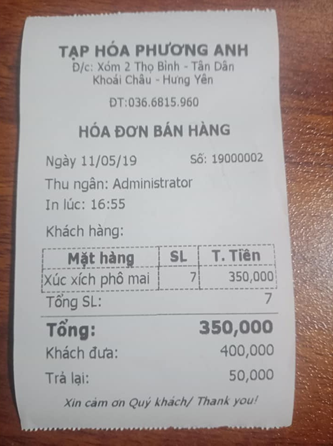 TẠP HÓA PHƯƠNG ANH
Đ/c: Xóm 2 Thọ Bình - Tân Dân
Khoái Châu - Hưng Yên
DT:036.6815.960
HÓA ĐƠN BÁN HÀNG
Ngày 11/05/19 Số: 19000002
Thu ngân: Administrator
In lúc: 16:55
Khách hàng:
Mặt hàng SL T. Tiên
Xúc xích phô mai 7 350,000
Tổng SL: 7
Tổng: 350,000
Khách đưa: 400,000
Trả lại: 50,000
Xin cảm ơn Quý khách/ Thank you!